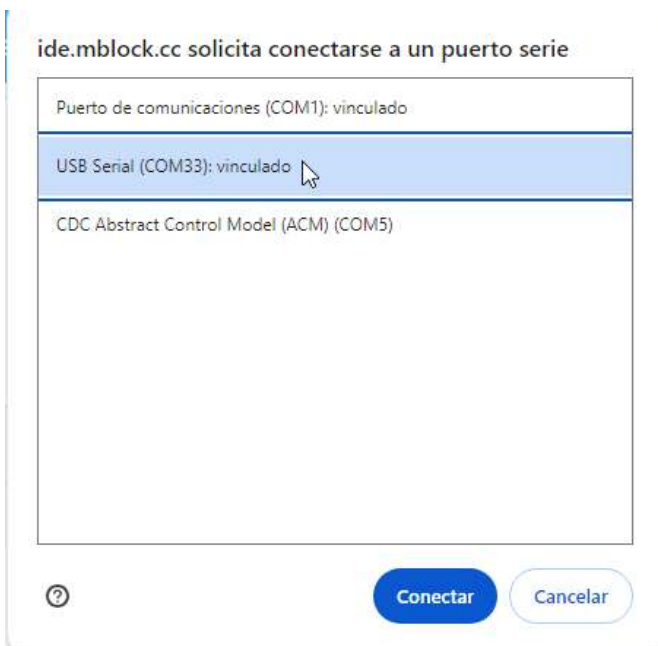 ide.mblock.cc solicita conectarse a un puerto serie
Puerto de comunicaciones (COM1): vinculado
USB Serial (COM33): vinculado
CDC Abstract Control Model (ACM) (COM5)
Conectar
Cancelar